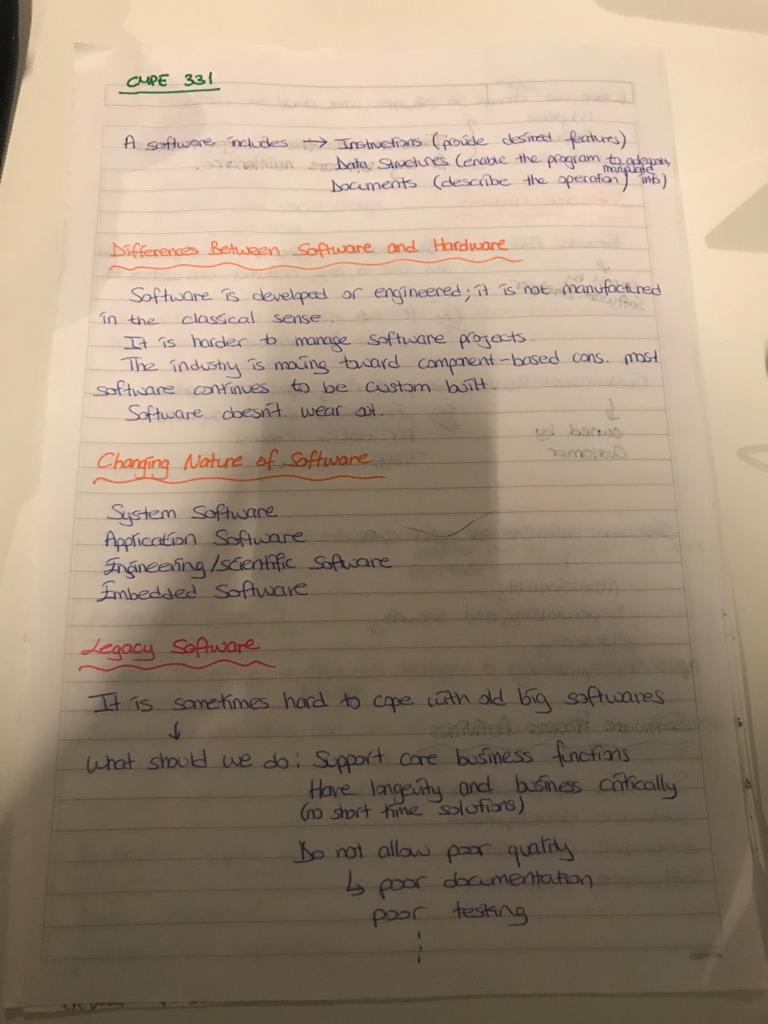 CMPE 331
A software includes → Instructions (provide desired features)
Data Structures (enable the program to adequately manipulate info)
Documents (describe the operation)
Differences Between Software and Hardware
Software is developed or engineered; it is not manufactured
in the classical sense.
It is harder to manage software projects.
The industry is moving toward component-based cons. most
software continues to be custom built.
Software doesn't wear out.
Changing Nature of Software
System Software
Application Software
Engineering/scientific Software
Embedded Software
Legacy Software
It is sometimes hard to cope with old big softwares
↓
What should we do: Support core business functions
Have longevity and business critically
(no short time solutions)
Do not allow poor quality
↳ poor documentation
poor testing